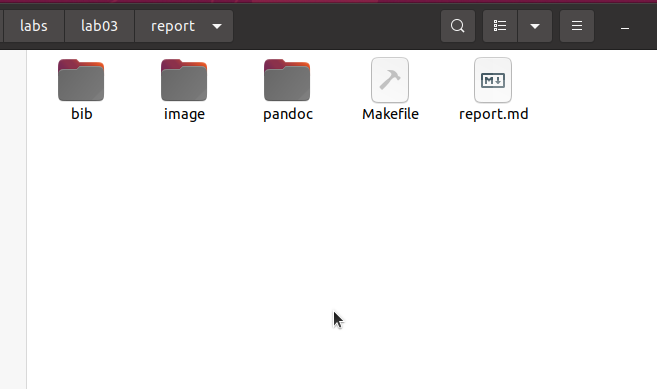 labs lab03 report
bib image pandoc Makefile report.md
M